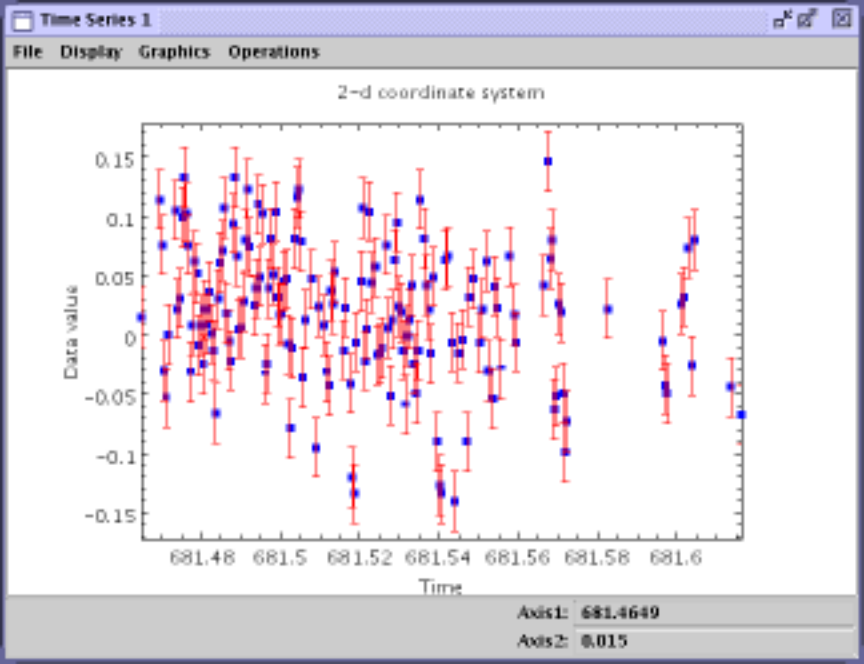 Time Series 1
File Display Graphics Operations
2-d coordinate system
0.15
0.1
0.05
0
-0.05
-0.1
-0.15
Data value
681.48 681.5 681.52 681.54 681.56 681.58 681.6
Time
Axis1: 681.4649
Axis2: 0.015